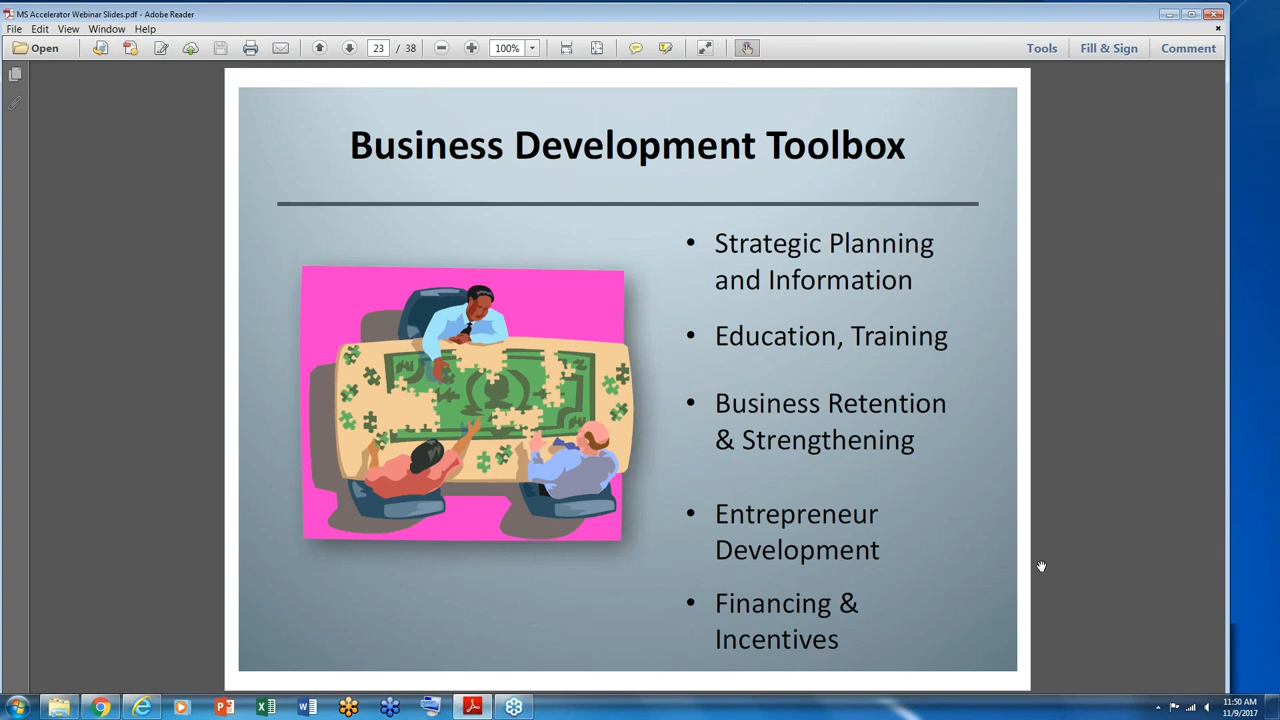 MS Accelerator Webinar Slides.pdf - Adobe Reader
File Edit View Window Help
Open 23 / 38 100% Tools Fill & Sign Comment
Business Development Toolbox
• Strategic Planning
and Information
• Education, Training
• Business Retention
& Strengthening
• Entrepreneur
Development
• Financing &
Incentives
11:50 AM
11/9/2017